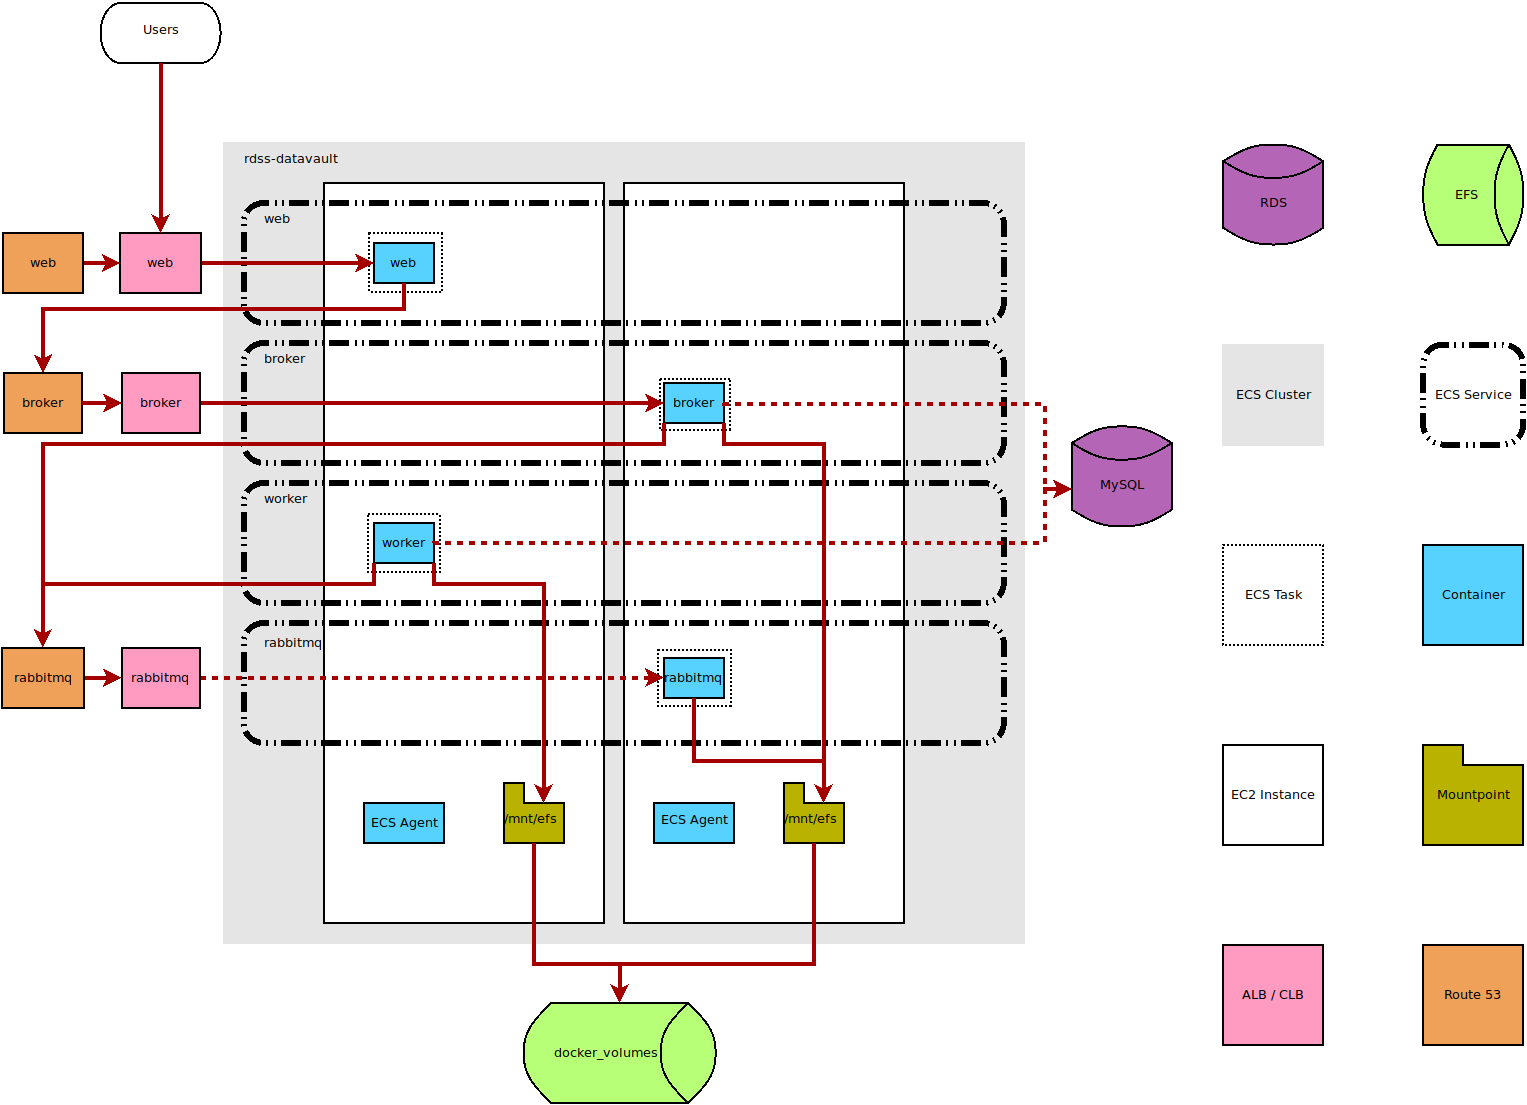 Users
rdss-datavault
web
web
web
web
broker
broker
broker
broker
MySQL
worker
worker
rabbitmq
rabbitmq
rabbitmq
rabbitmq
ECS Agent
/mnt/efs
ECS Agent
/mnt/efs
docker_volumes
RDS
EFS
ECS Cluster
ECS Service
ECS Task
Container
EC2 Instance
Mountpoint
ALB / CLB
Route 53